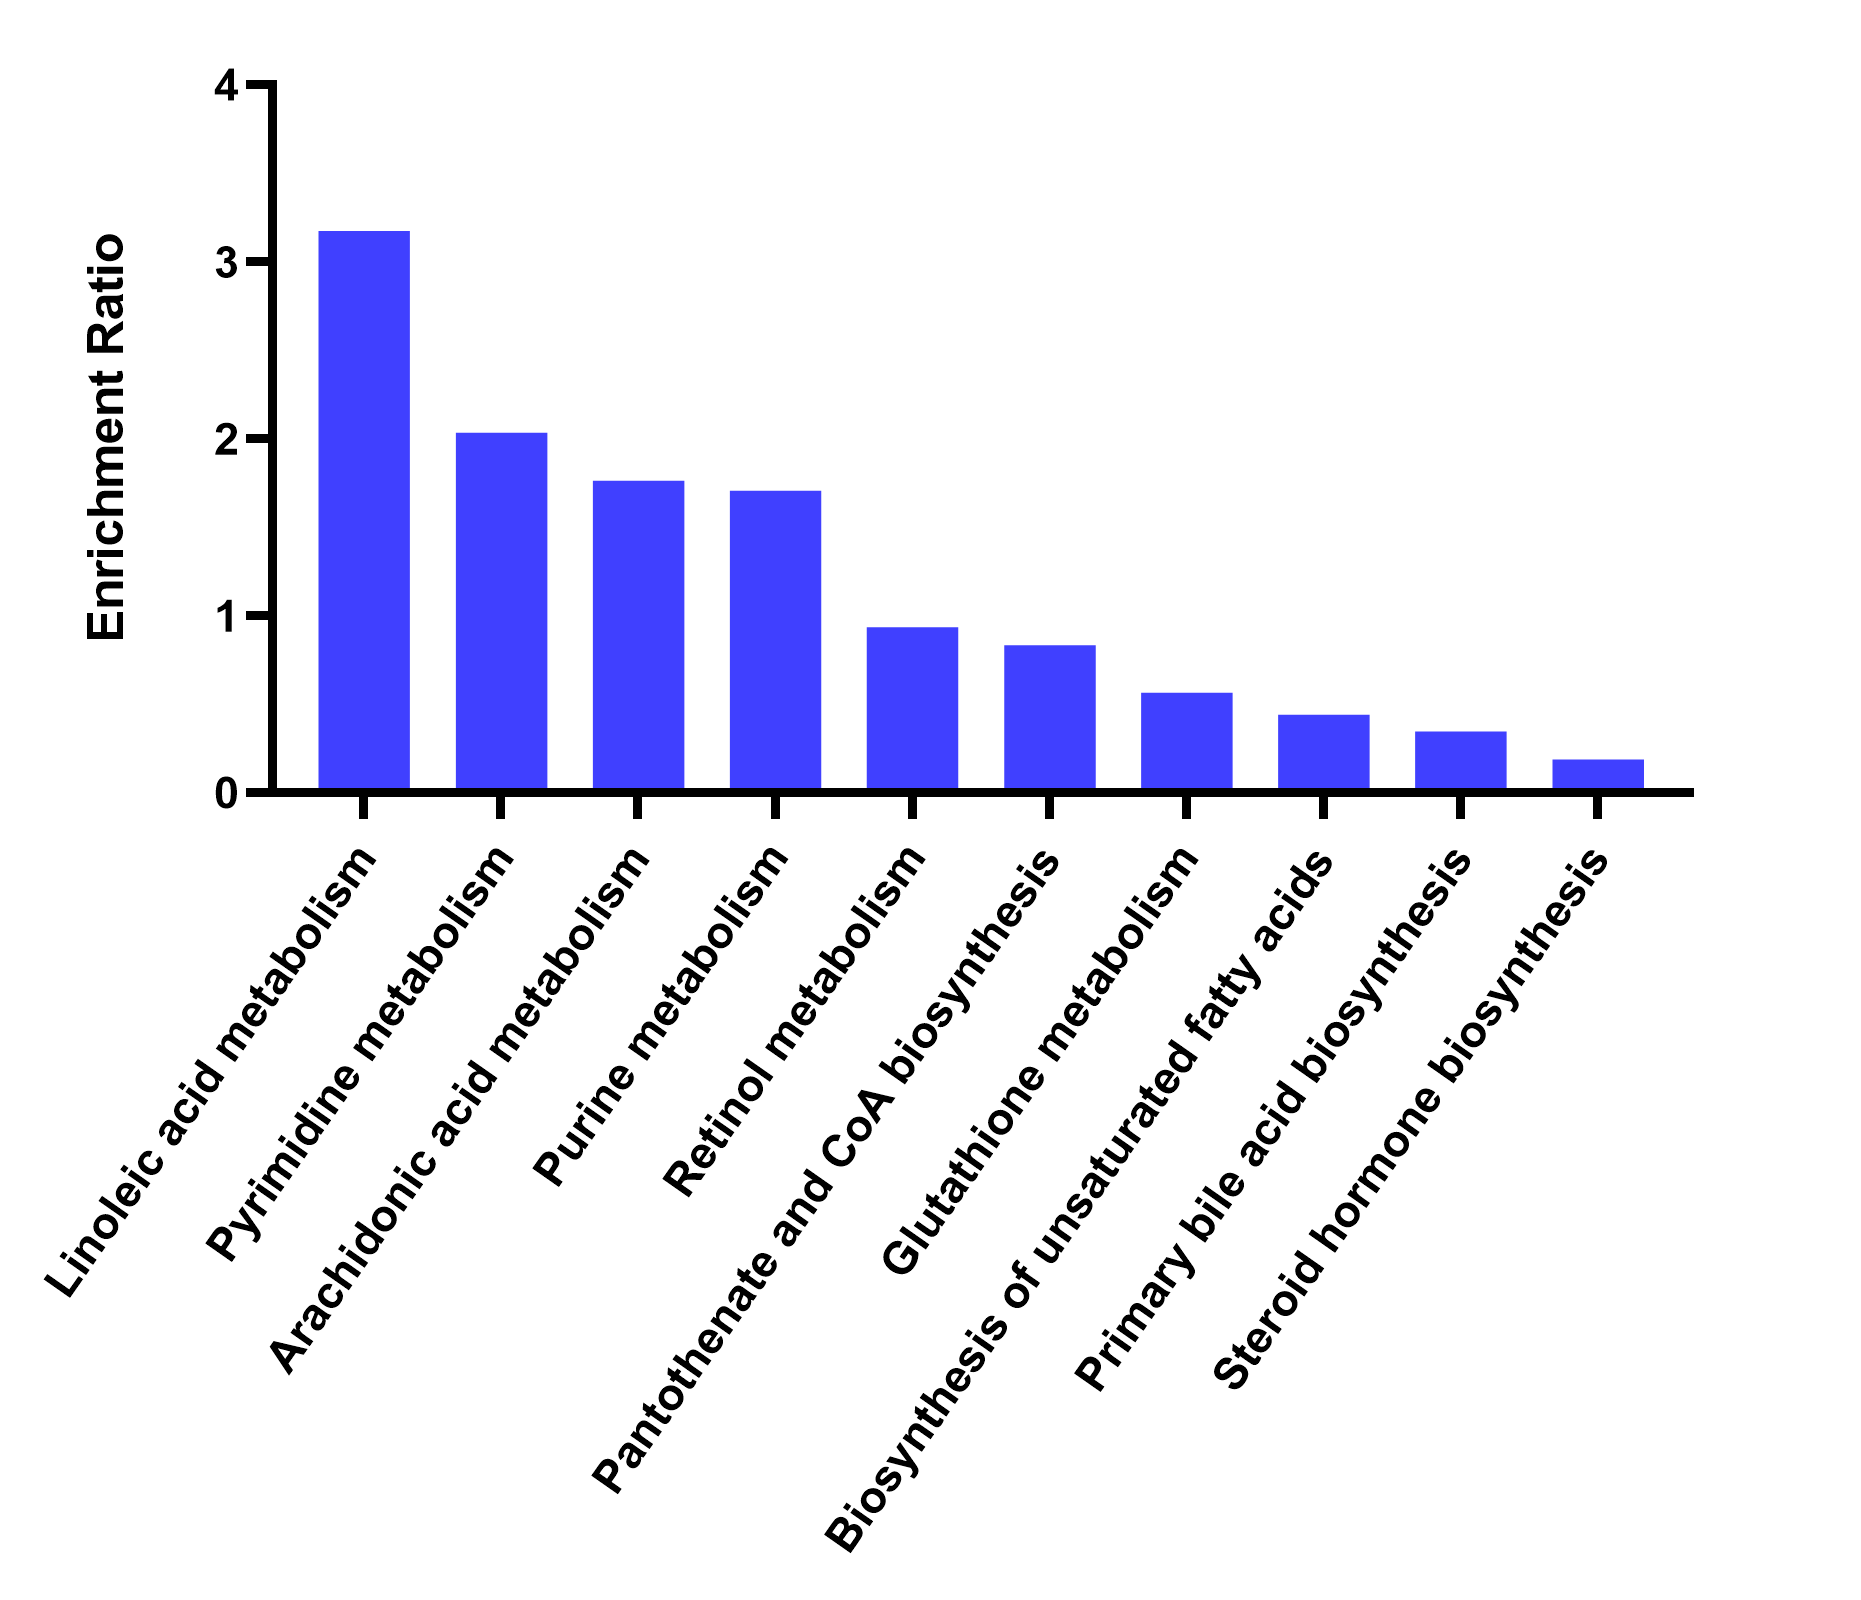 Enrichment Ratio
4
3
2
1
0
Linoleic acid metabolism
Pyrimidine metabolism
Arachidonic acid metabolism
Purine metabolism
Retinol metabolism
Pantothenate and CoA biosynthesis
Glutathione metabolism
Biosynthesis of unsaturated fatty acids
Primary bile acid biosynthesis
Steroid hormone biosynthesis